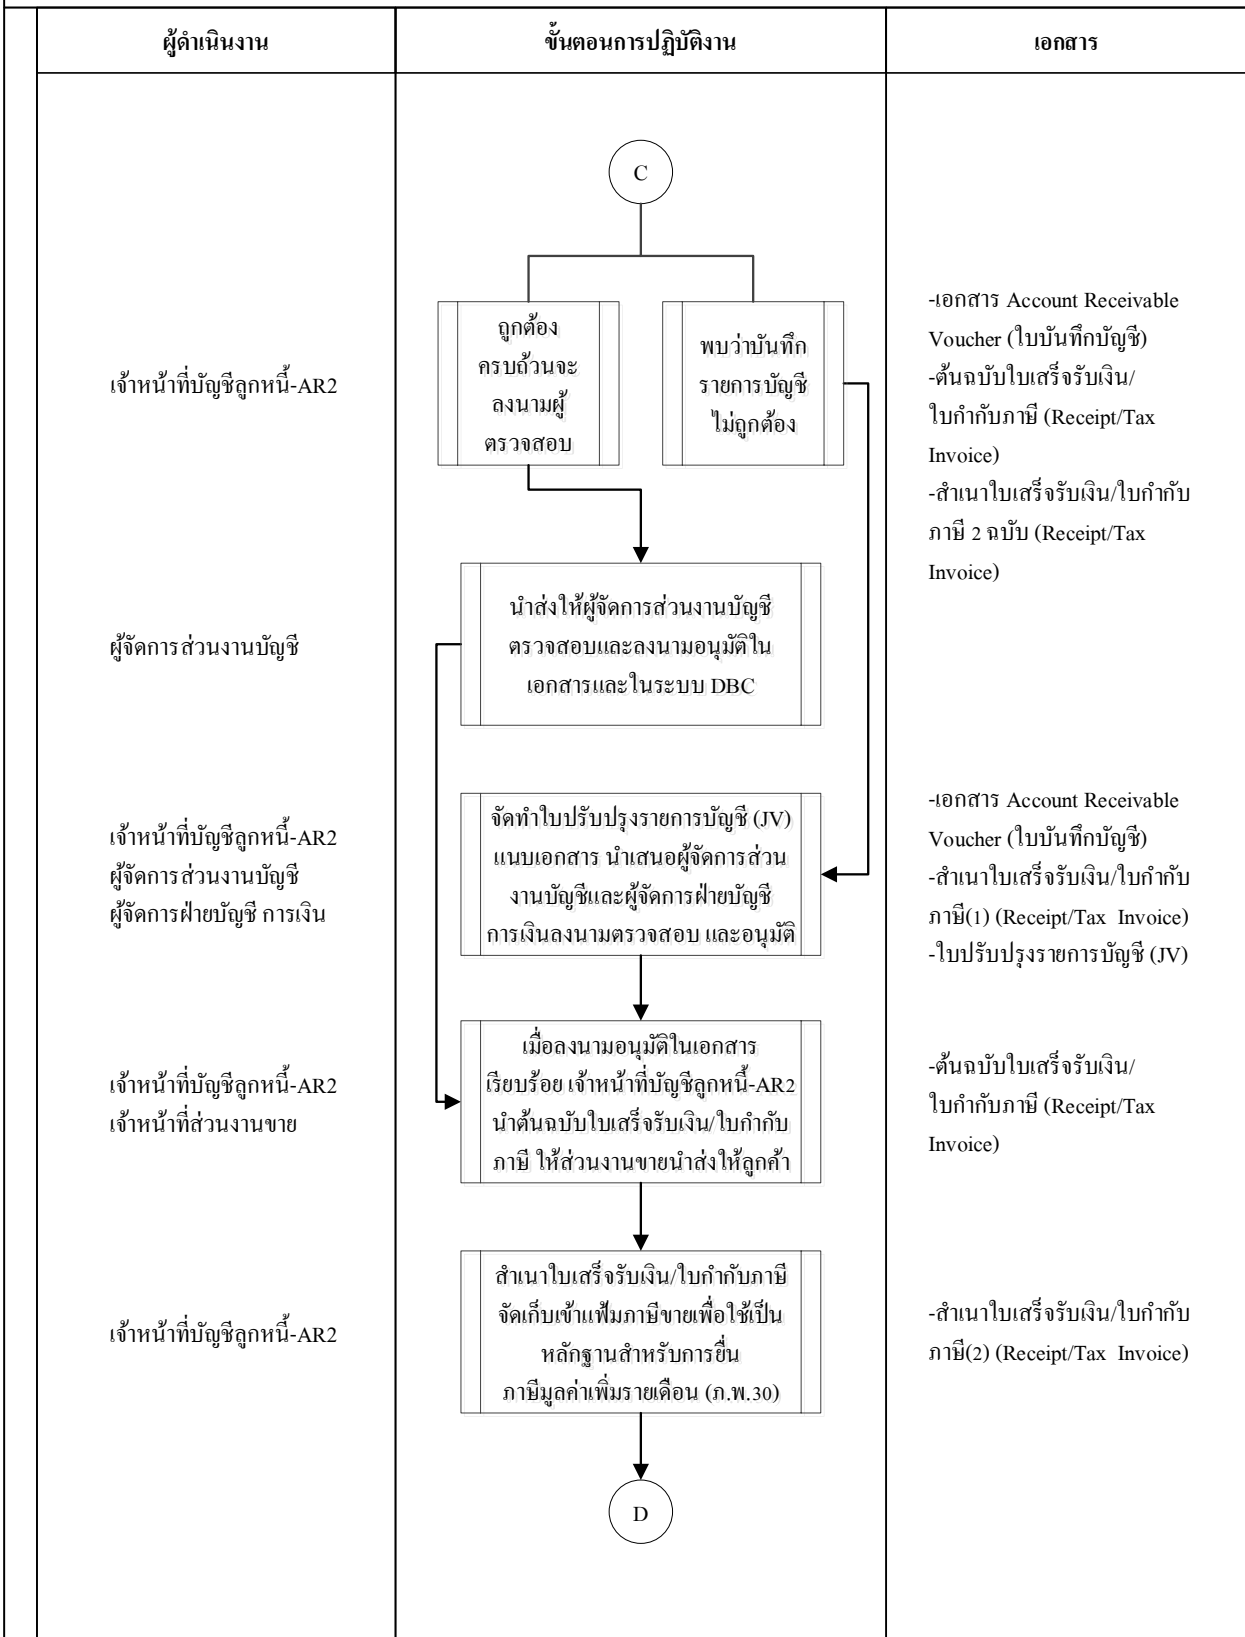 ผู้ดำเนินงาน
ขั้นตอนการปฏิบัติงาน
เอกสาร
C
เจ้าหน้าที่บัญชีลูกหนี้-AR2
ถูกต้อง
ครบถ้วนจะ
ลงนามผู้
ตรวจสอบ
พบว่าบันทึก
รายการบัญชี
ไม่ถูกต้อง
-เอกสาร Account Receivable
Voucher (ใบบันทึกบัญชี)
-ต้นฉบับใบเสร็จรับเงิน/
ใบกำกับภาษี (Receipt/Tax
Invoice)
-สำเนาใบเสร็จรับเงิน/ใบกำกับ
ภาษี 2 ฉบับ (Receipt/Tax
Invoice)
ผู้จัดการส่วนงานบัญชี
นำส่งให้ผู้จัดการส่วนงานบัญชี
ตรวจสอบและลงนามอนุมัติใน
เอกสารและในระบบ DBC
เจ้าหน้าที่บัญชีลูกหนี้-AR2
ผู้จัดการส่วนงานบัญชี
ผู้จัดการฝ่ายบัญชี การเงิน
จัดทำใบปรับปรุงรายการบัญชี (JV)
แนบเอกสาร นำเสนอผู้จัดการส่วน
งานบัญชีและผู้จัดการฝ่ายบัญชี
การเงินลงนามตรวจสอบ และอนุมัติ
-เอกสาร Account Receivable
Voucher (ใบบันทึกบัญชี)
-สำเนาใบเสร็จรับเงิน/ใบกำกับ
ภาษี(1) (Receipt/Tax Invoice)
-ใบปรับปรุงรายการบัญชี (JV)
เจ้าหน้าที่บัญชีลูกหนี้-AR2
เจ้าหน้าที่ส่วนงานขาย
เมื่อลงนามอนุมัติในเอกสาร
เรียบร้อย เจ้าหน้าที่บัญชีลูกหนี้-AR2
นำต้นฉบับใบเสร็จรับเงิน/ใบกำกับ
ภาษี ให้ส่วนงานขายนำส่งให้ลูกค้า
-ต้นฉบับใบเสร็จรับเงิน/
ใบกำกับภาษี (Receipt/Tax
Invoice)
เจ้าหน้าที่บัญชีลูกหนี้-AR2
สำเนาใบเสร็จรับเงิน/ใบกำกับภาษี
จัดเก็บเข้าแฟ้มภาษีขายเพื่อใช้เป็น
หลักฐานสำหรับการยื่น
ภาษีมูลค่าเพิ่มรายเดือน (ภ.พ.30)
-สำเนาใบเสร็จรับเงิน/ใบกำกับ
ภาษี(2) (Receipt/Tax Invoice)
D